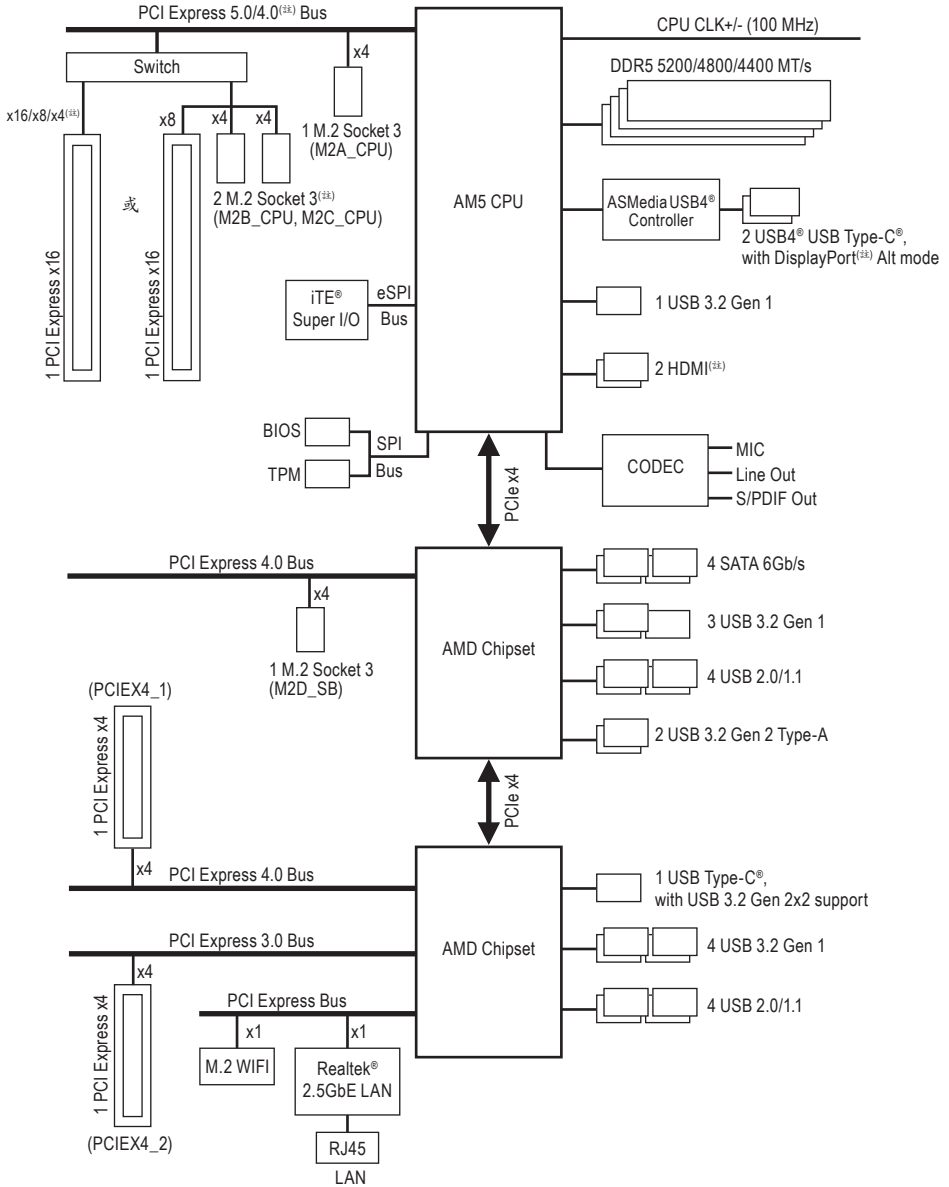 PCI Express 5.0/4.0(註) Bus
CPU CLK+/- (100 MHz)
x4
Switch
DDR5 5200/4800/4400 MT/s
x16/x8/x4(註)
x8
x4
x4
1 M.2 Socket 3
(M2A_CPU)
1 PCI Express x16
或
1 PCI Express x16
2 M.2 Socket 3(註)
(M2B_CPU, M2C_CPU)
AM5 CPU
ASMedia USB4®
Controller
2 USB4® USB Type-C®,
with DisplayPort(註) Alt mode
iTE®
Super I/O
eSPI
Bus
1 USB 3.2 Gen 1
2 HDMI(註)
BIOS
TPM
SPI
Bus
PCIe x4
CODEC
MIC
Line Out
S/PDIF Out
PCI Express 4.0 Bus
x4
1 M.2 Socket 3
(M2D_SB)
AMD Chipset
4 SATA 6Gb/s
3 USB 3.2 Gen 1
4 USB 2.0/1.1
2 USB 3.2 Gen 2 Type-A
(PCIEX4_1)
1 PCI Express x4
x4
PCIe x4
PCI Express 4.0 Bus
1 USB Type-C®,
with USB 3.2 Gen 2x2 support
PCI Express 3.0 Bus
AMD Chipset
4 USB 3.2 Gen 1
x4
1 PCI Express x4
(PCIEX4_2)
PCI Express Bus
4 USB 2.0/1.1
x1
x1
M.2 WIFI
Realtek®
2.5GbE LAN
RJ45
LAN